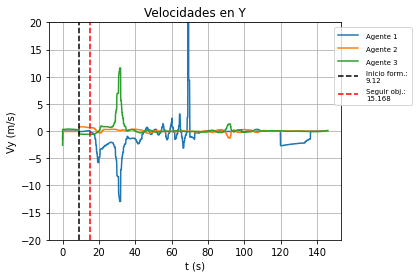 Velocidades en Y
Vy (m/s)
20
15
10
5
0
−5
−10
−15
−20
0
20
40
60
80
100
120
140
t (s)
Agente 1
Agente 2
Agente 3
Inicio form.:
9.12
Seguir obj.:
15.168